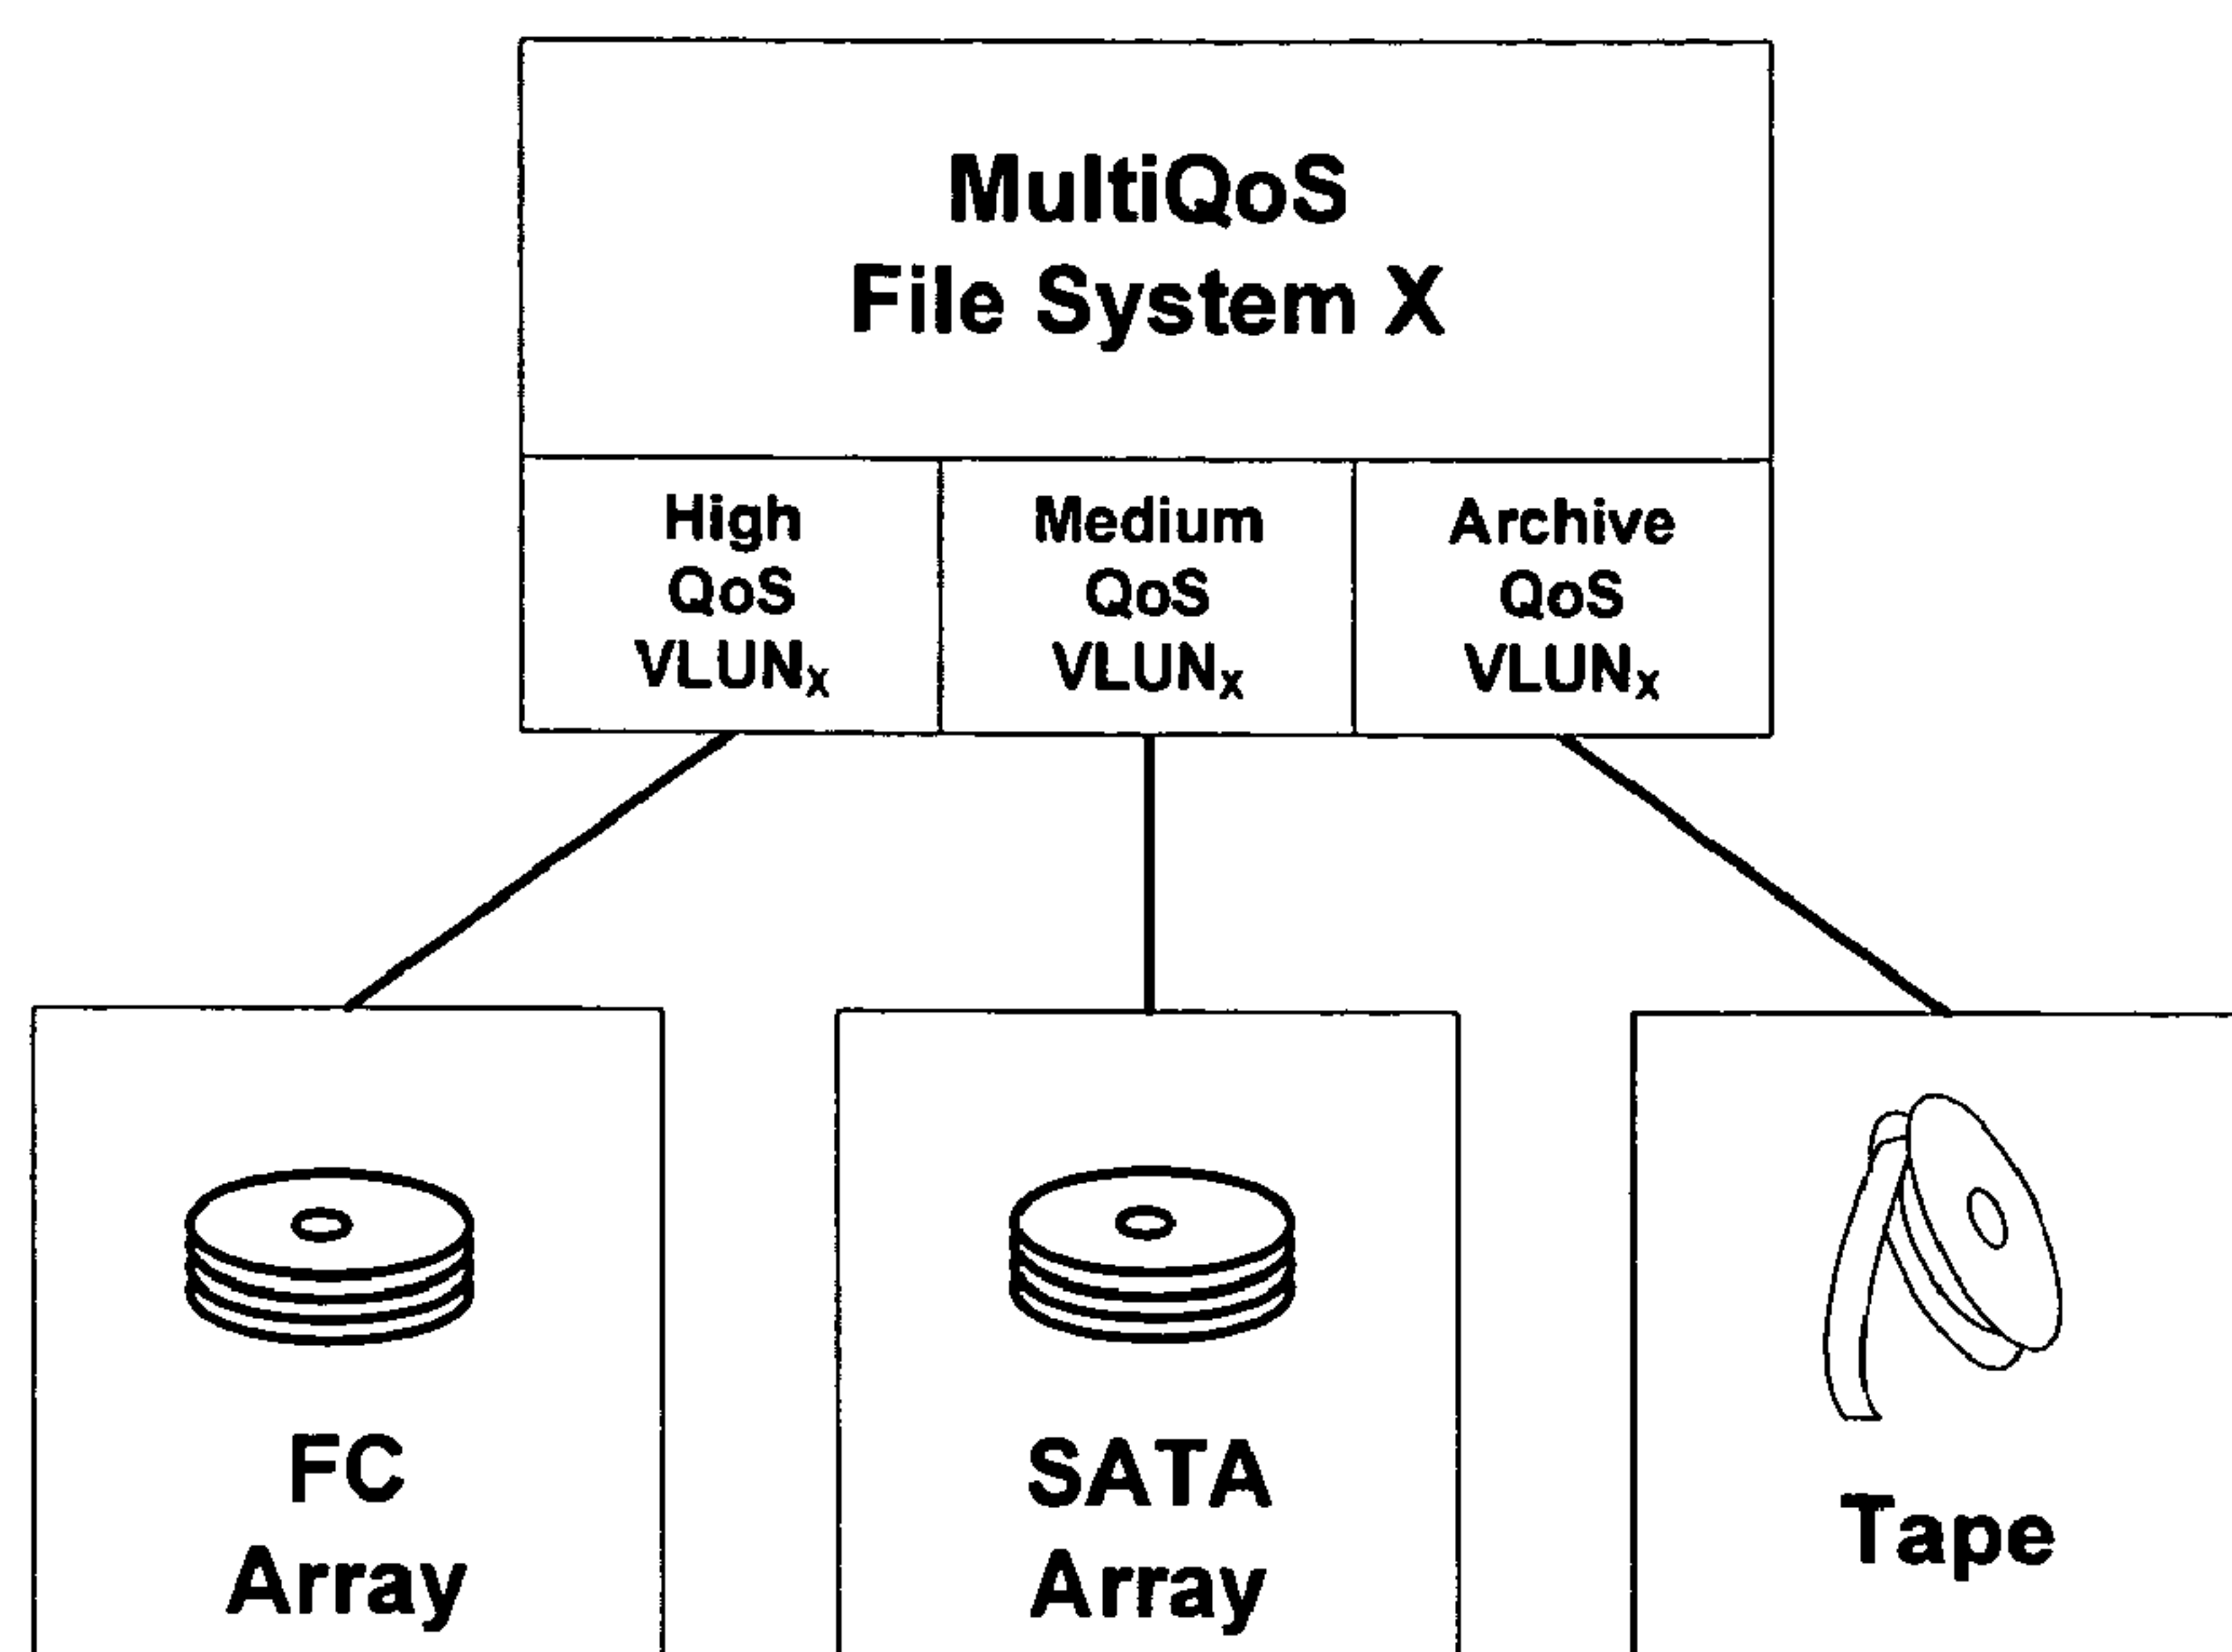 MultiQoS
File System X
High
QoS
VLUNX
Medium
QoS
VLUNX
Archive
QoS
VLUNX
FC
Array
SATA
Array
Tape